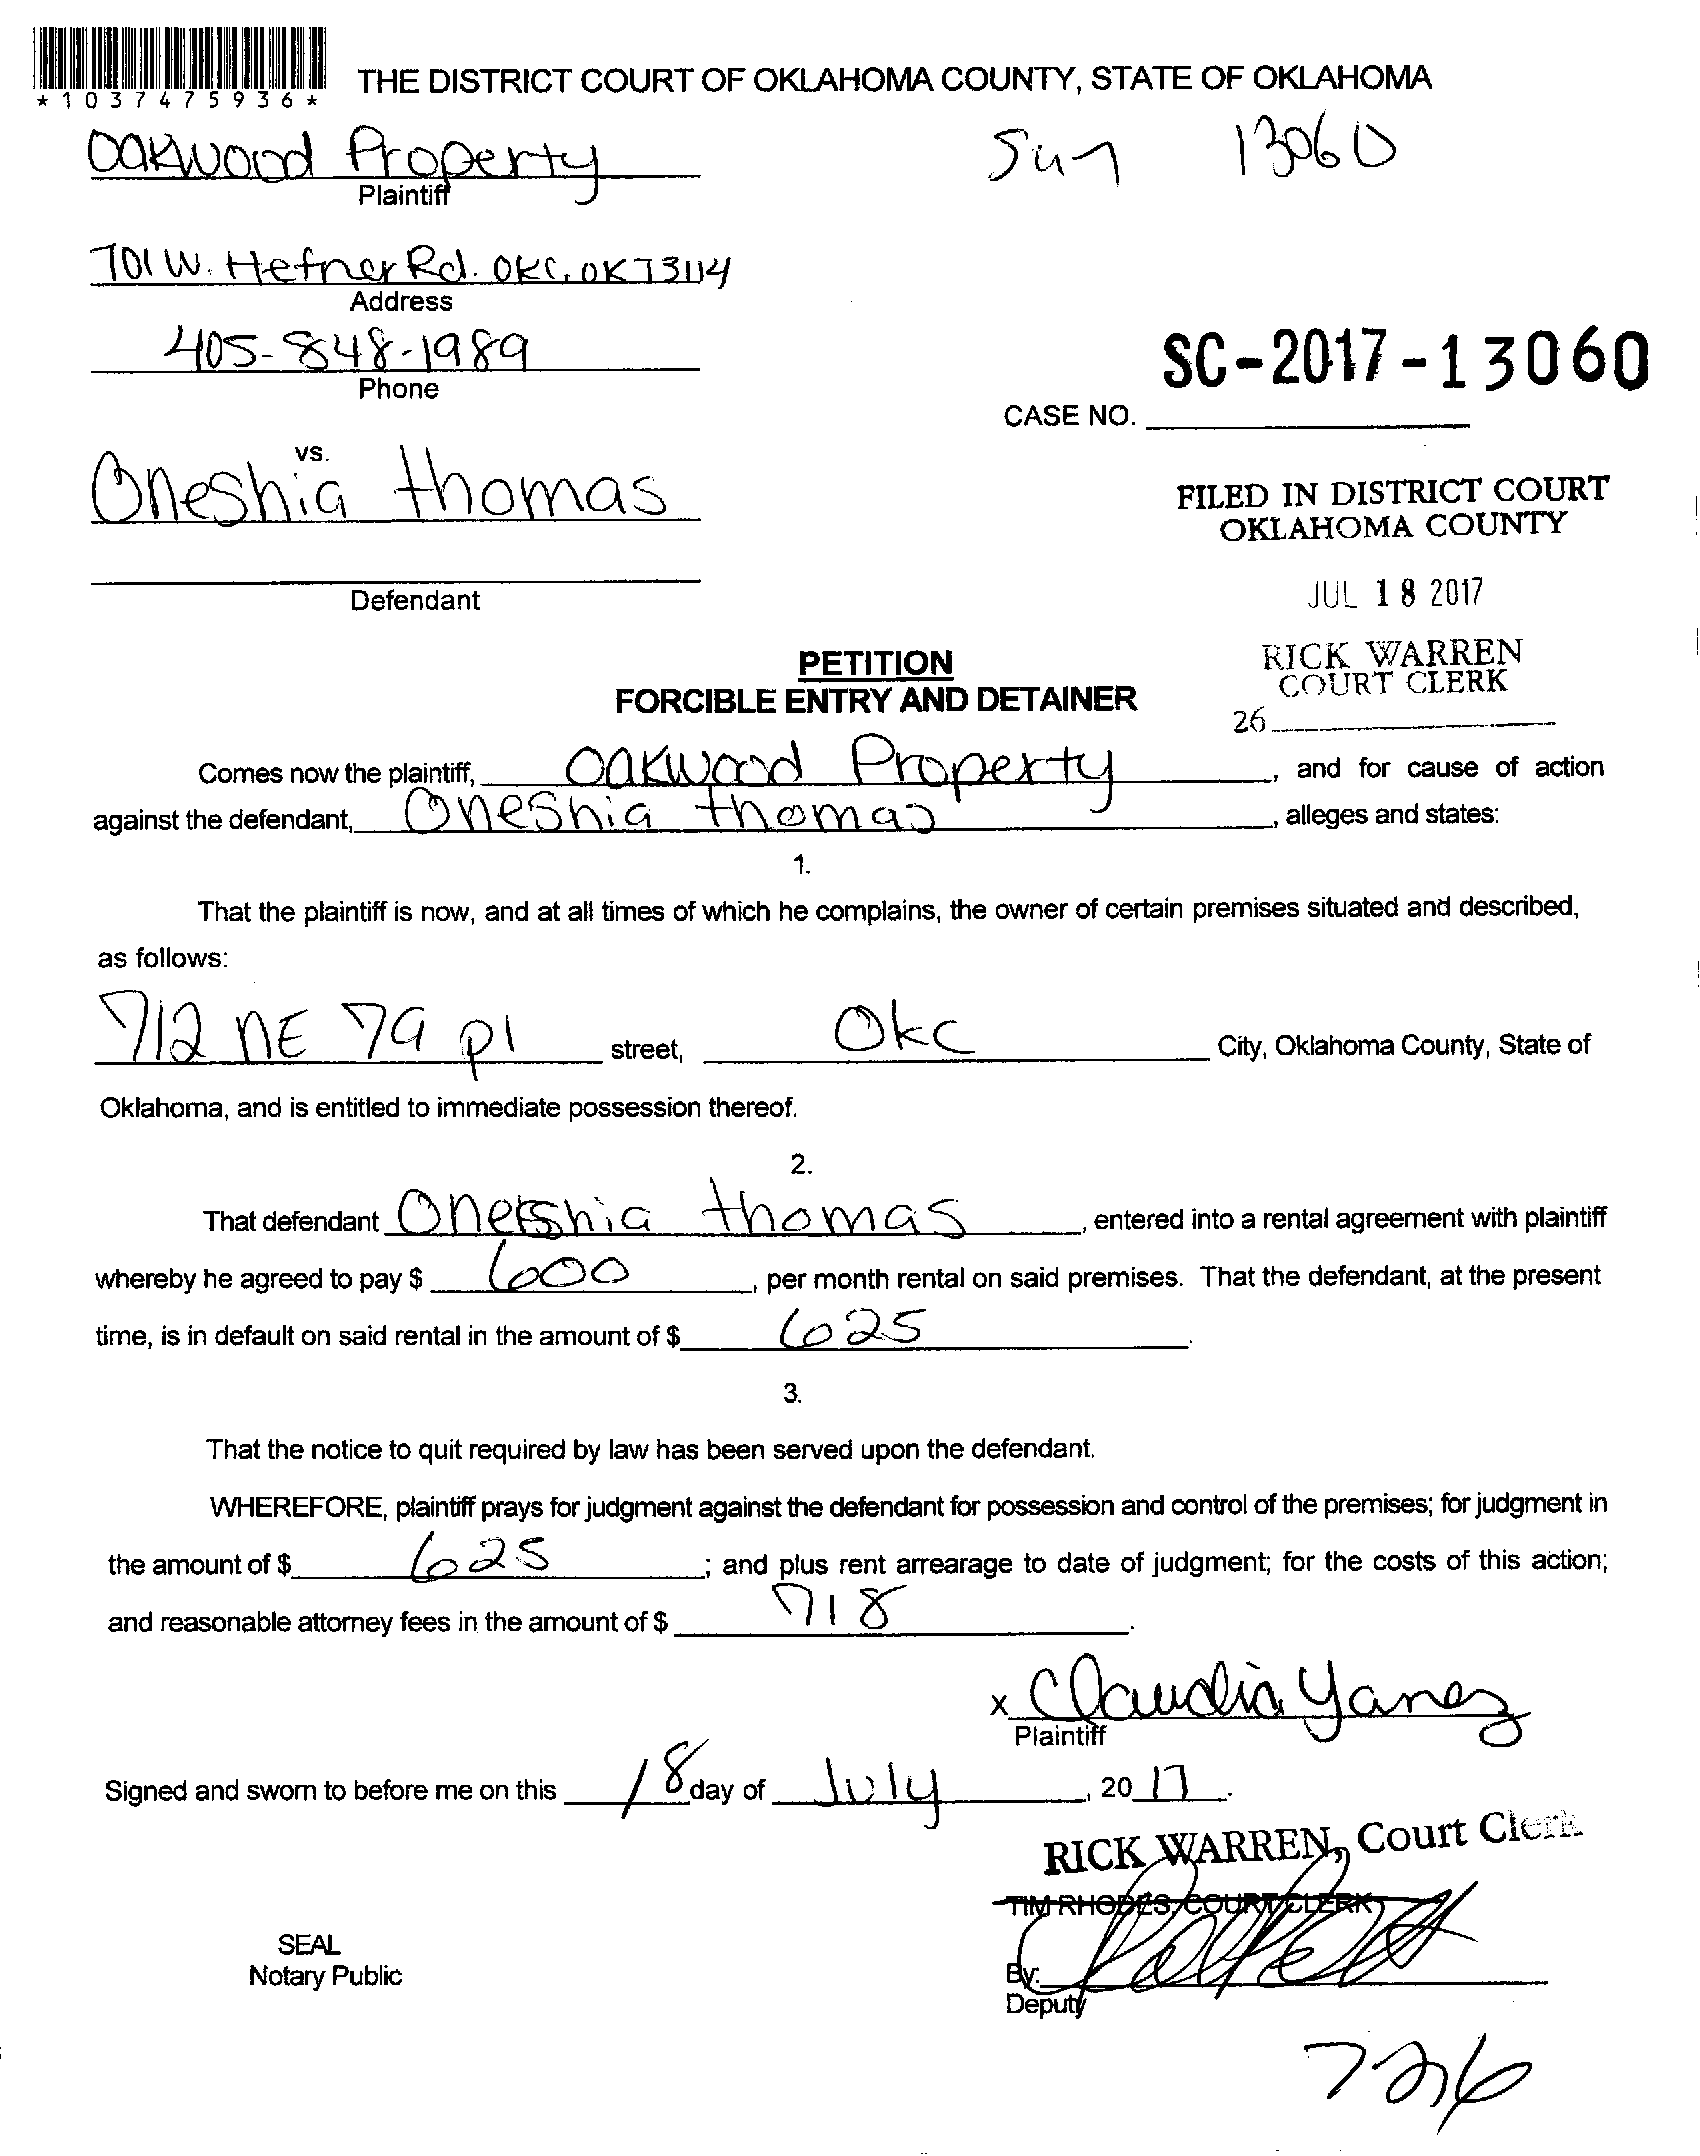 *1037475936*
THE DISTRICT COURT OF OKLAHOMA COUNTY, STATE OF OKLAHOMA
Oakwood Property
13060
Plaintiff
701 W. Hefner Rd. OKC, OK 73114
Address
405-848-1989
Phone
SC-2017-13060
CASE NO.
vs.
Oneshia thomas
FILED IN DISTRICT COURT
OKLAHOMA COUNTY
Defendant
JUL 18 2017
PETITION
RICK WARREN
COURT CLERK
FORCIBLE ENTRY AND DETAINER
26
Comes now the plaintiff, Oakwood Property, and for cause of action
against the defendant, Oneshia thomas, alleges and states:
1.
That the plaintiff is now, and at all times of which he complains, the owner of certain premises situated and described,
as follows:
712 NE 79 pl street, Okc City, Oklahoma County, State of
Oklahoma, and is entitled to immediate possession thereof.
2.
That defendant Oneshia thomas, entered into a rental agreement with plaintiff
whereby he agreed to pay $ 600, per month rental on said premises. That the defendant, at the present
time, is in default on said rental in the amount of $ 625.
3.
That the notice to quit required by law has been served upon the defendant.
WHEREFORE, plaintiff prays for judgment against the defendant for possession and control of the premises; for judgment in
the amount of $ 625; and plus rent arrearage to date of judgment; for the costs of this action;
and reasonable attorney fees in the amount of $ 718.
x Claudia Yanez
Plaintiff
Signed and sworn to before me on this 18 day of July, 2017.
RICK WARREN, Court Clerk
TIM RHODES, COURT CLERK
SEAL
Notary Public
By:
Deputy
726